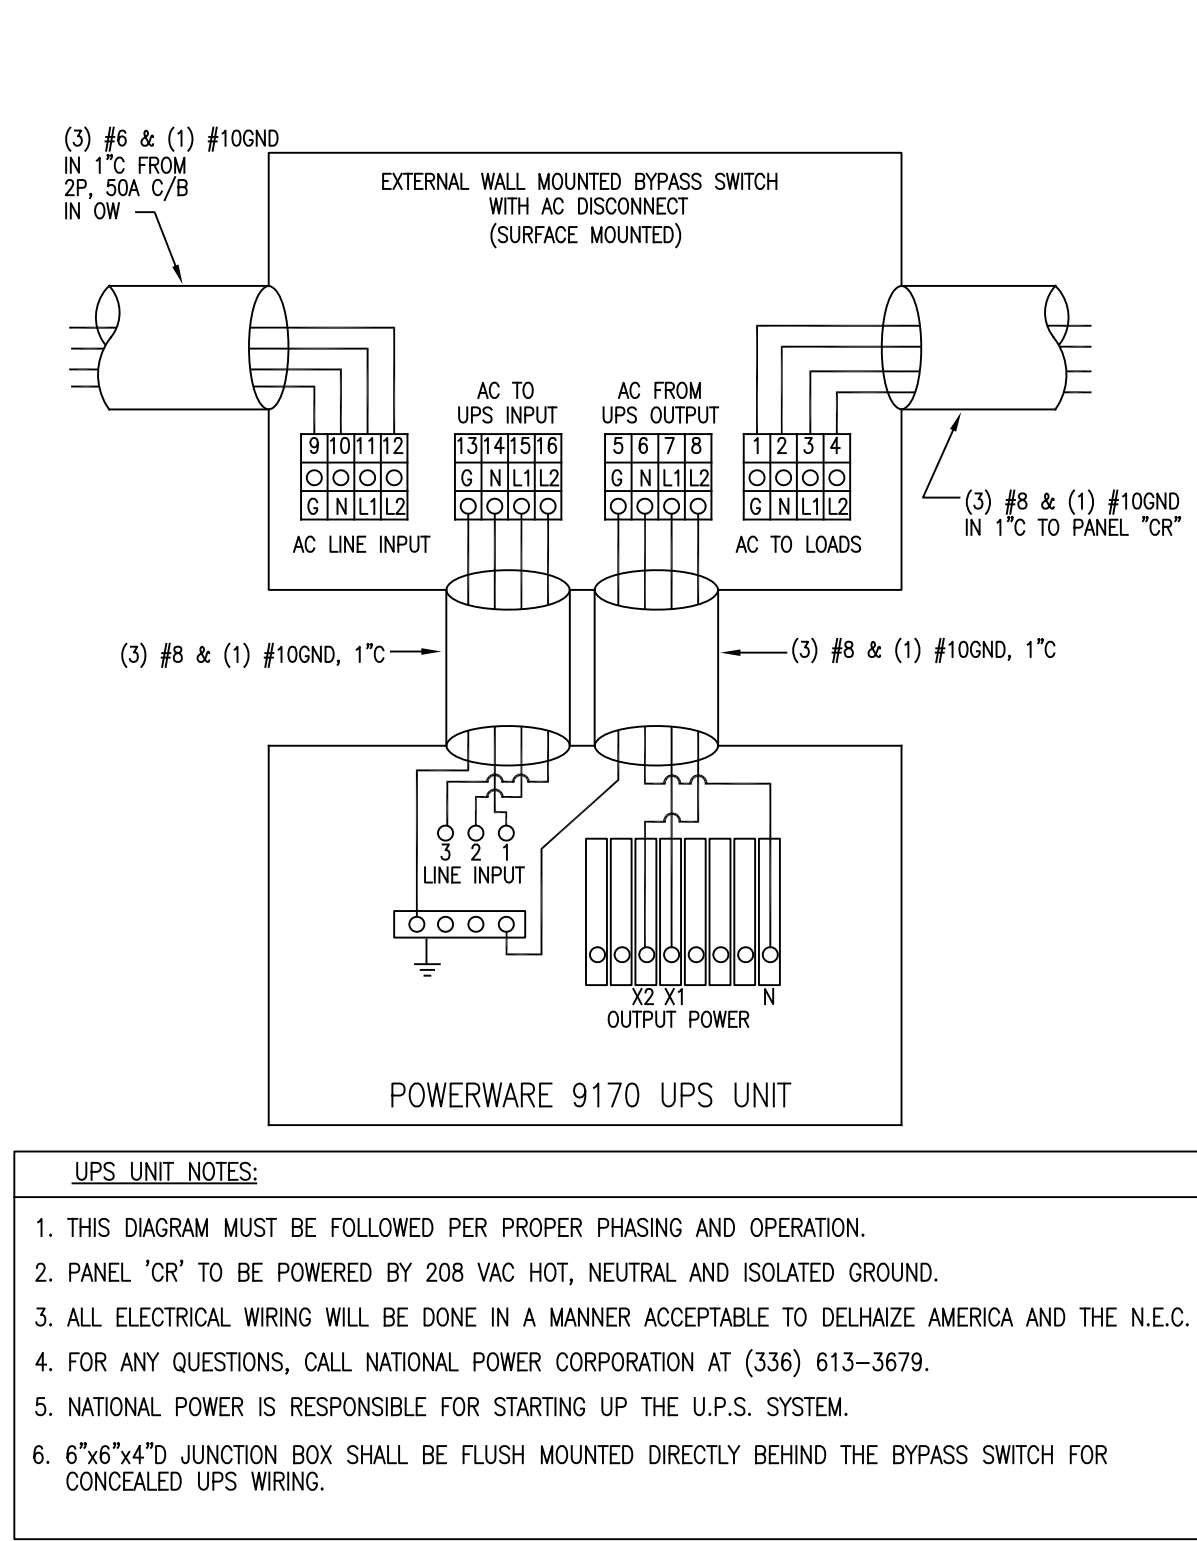 (3) #6 & (1) #10GND
IN 1"C FROM
2P, 50A C/B
IN OW
EXTERNAL WALL MOUNTED BYPASS SWITCH
WITH AC DISCONNECT
(SURFACE MOUNTED)
AC TO
UPS INPUT
AC FROM
UPS OUTPUT
9 10 11 12
G N L1 L2
AC LINE INPUT
13 14 15 16
G N L1 L2
5 6 7 8
G N L1 L2
1 2 3 4
G N L1 L2
AC TO LOADS
(3) #8 & (1) #10GND
IN 1"C TO PANEL "CR"
(3) #8 & (1) #10GND, 1"C
(3) #8 & (1) #10GND, 1"C
3 2 1
LINE INPUT
X2 X1 N
OUTPUT POWER
POWERWARE 9170 UPS UNIT
UPS UNIT NOTES:
1. THIS DIAGRAM MUST BE FOLLOWED PER PROPER PHASING AND OPERATION.
2. PANEL 'CR' TO BE POWERED BY 208 VAC HOT, NEUTRAL AND ISOLATED GROUND.
3. ALL ELECTRICAL WIRING WILL BE DONE IN A MANNER ACCEPTABLE TO DELHAIZE AMERICA AND THE N.E.C.
4. FOR ANY QUESTIONS, CALL NATIONAL POWER CORPORATION AT (336) 613-3679.
5. NATIONAL POWER IS RESPONSIBLE FOR STARTING UP THE U.P.S. SYSTEM.
6. 6"x6"x4"D JUNCTION BOX SHALL BE FLUSH MOUNTED DIRECTLY BEHIND THE BYPASS SWITCH FOR
CONCEALED UPS WIRING.